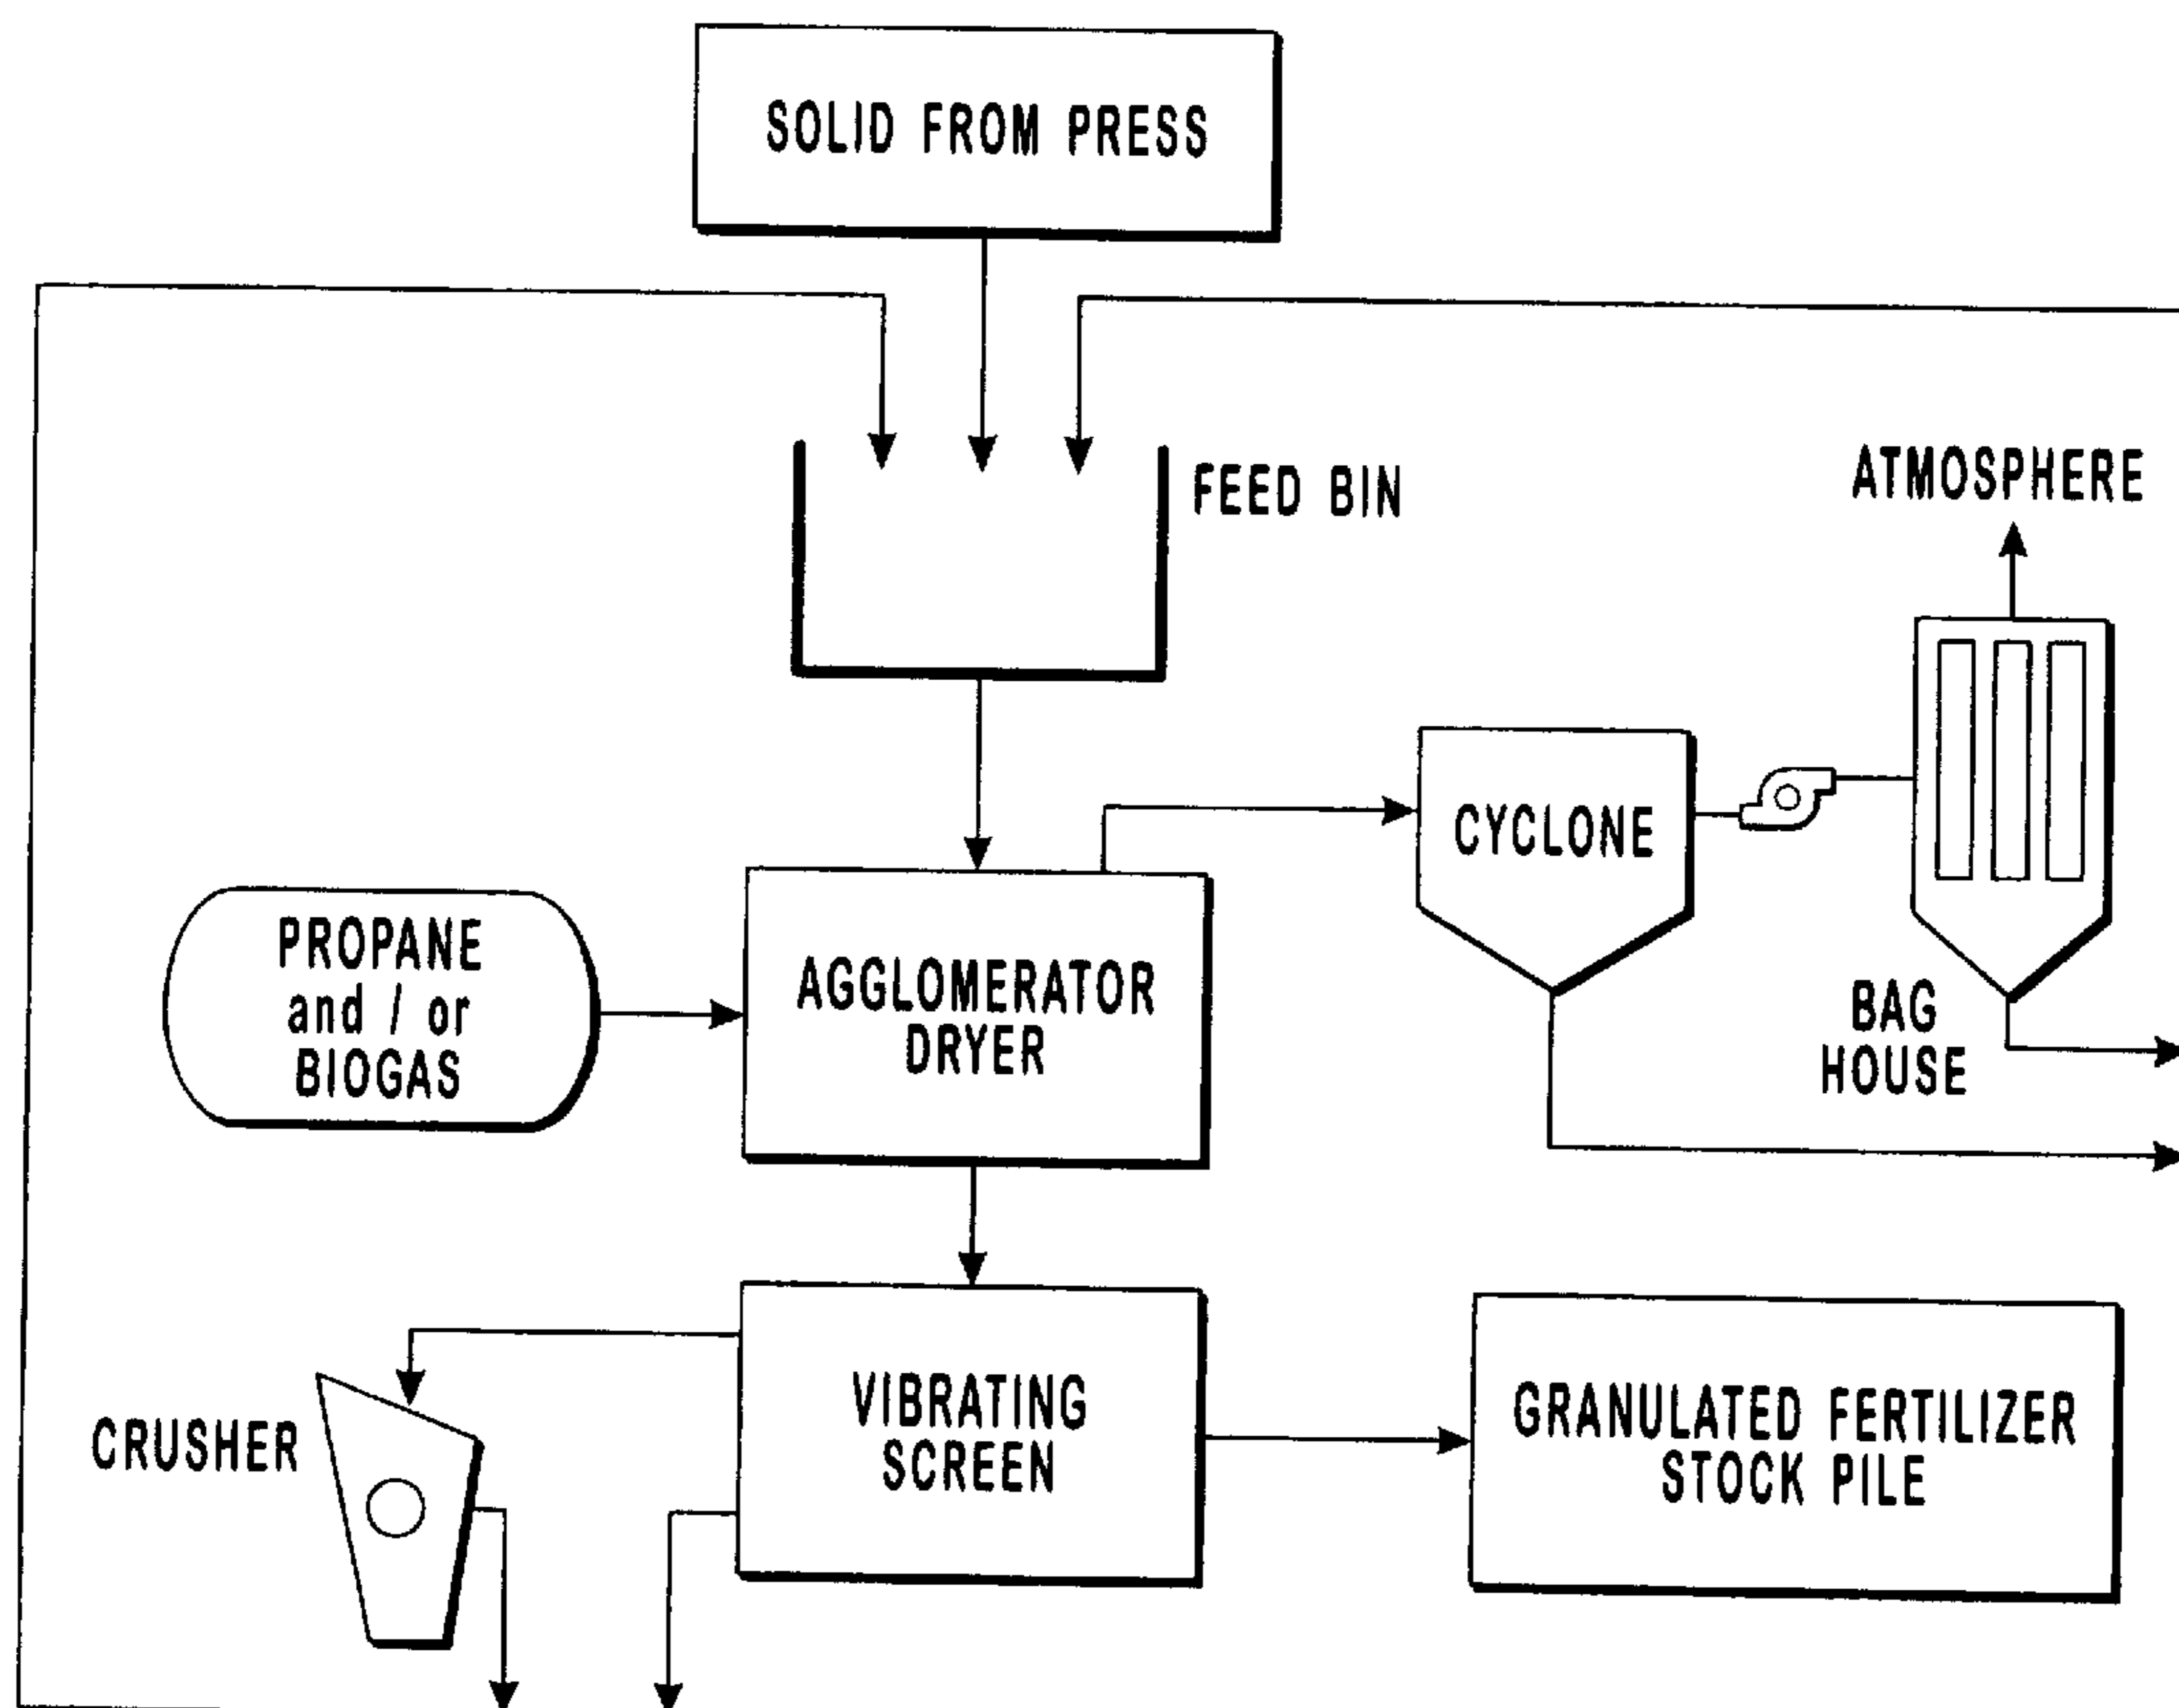 SOLID FROM PRESS
FEED BIN
ATMOSPHERE
CYCLONE
PROPANE
and / or
BIOGAS
AGGLOMERATOR
DRYER
BAG
HOUSE
CRUSHER
VIBRATING
SCREEN
GRANULATED FERTILIZER
STOCK PILE